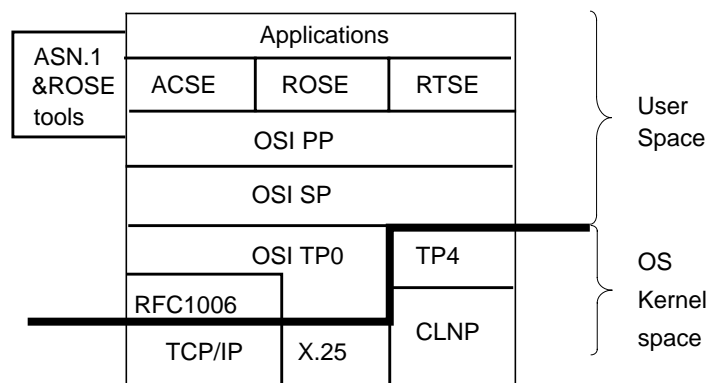 Applications
ASN.1
&ROSE
tools
ACSE
ROSE
RTSE
OSI PP
OSI SP
User
Space
OSI TP0
TP4
RFC1006
TCP/IP
X.25
CLNP
OS
Kernel
space